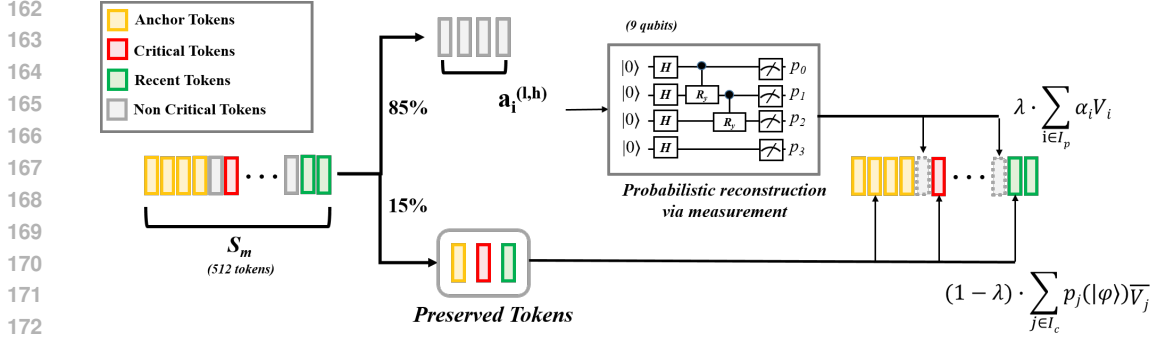 162
163
164
165
166
167
168
169
170
171
172
Anchor Tokens
Critical Tokens
Recent Tokens
Non Critical Tokens
S_m
(512 tokens)
85%
15%
a_i^(l,h)
Preserved Tokens
(9 qubits)
|0⟩ H p_0
|0⟩ R_y p_1
|0⟩ H R_y p_2
|0⟩ H p_3
H
Probabilistic reconstruction
via measurement
λ · ∑_{i∈I_p} α_i V_i
(1 − λ) · ∑_{j∈I_c} p_j(|φ⟩) V̅_j